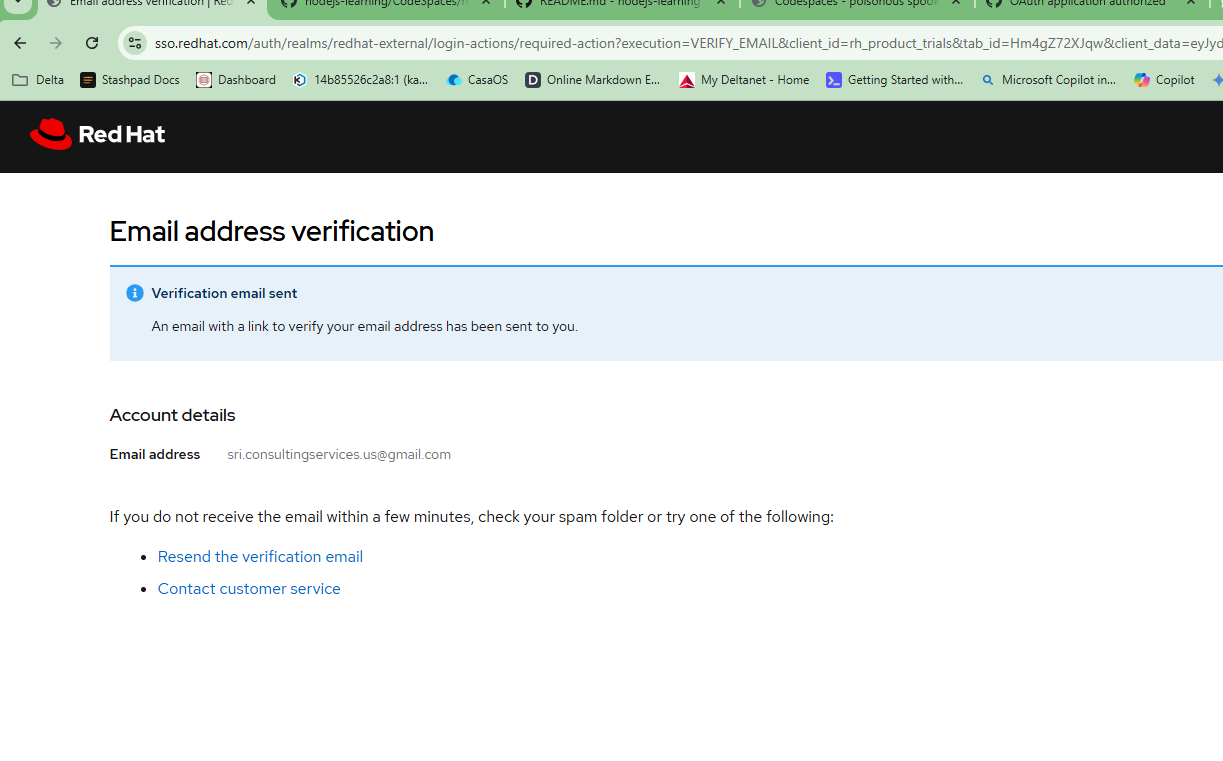 Email address verification | Red
nodejs-learning/CodeSpaces/r
README.md - nodejs-learning
Codespaces - poisonous spook
OAuth application authorized
sso.redhat.com/auth/realms/redhat-external/login-actions/required-action?execution=VERIFY_EMAIL&client_id=rh_product_trials&tab_id=Hm4gZ72XJqw&client_data=eyJyd
Delta
Stashpad Docs
Dashboard
14b85526c2a8:1 (ka...
CasaOS
Online Markdown E...
My Deltanet - Home
Getting Started with...
Microsoft Copilot in...
Copilot
Red Hat
Email address verification
Verification email sent
An email with a link to verify your email address has been sent to you.
Account details
Email address sri.consultingservices.us@gmail.com
If you do not receive the email within a few minutes, check your spam folder or try one of the following:
• Resend the verification email
• Contact customer service